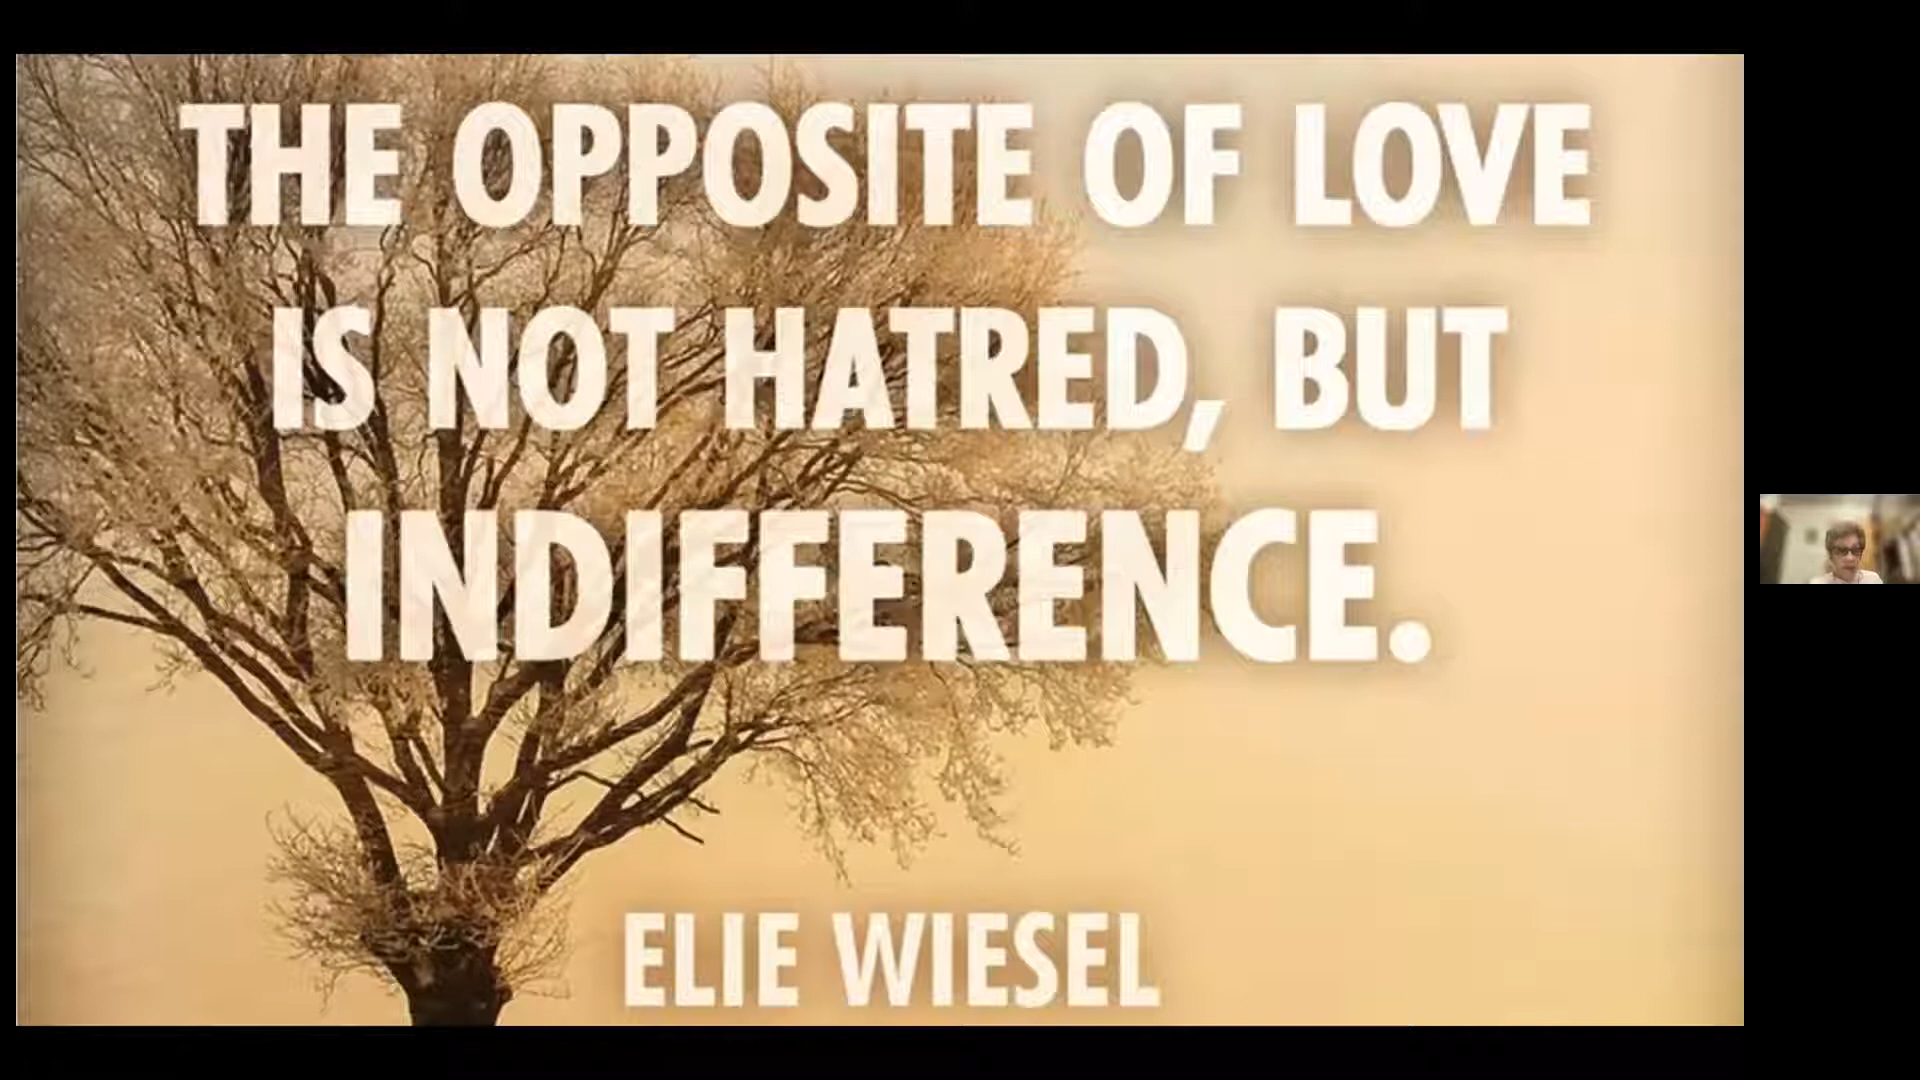 THE OPPOSITE OF LOVE
IS NOT HATRED, BUT
INDIFFERENCE.
ELIE WIESEL